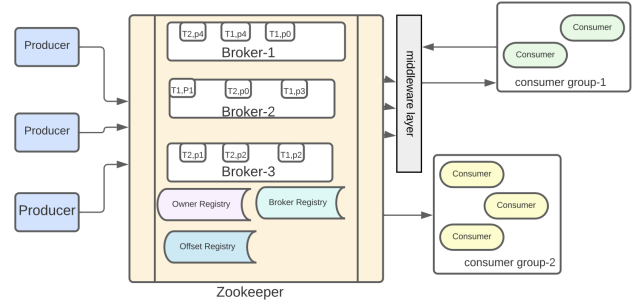 Producer
Producer
Producer
T2,p4
T1,p4
T1,p0
Broker-1
T1,P1
T2,p0
T1,p3
Broker-2
T2,p1
T2,p2
T1,p2
Broker-3
Owner Registry
Broker Registry
Offset Registry
Zookeeper
middleware layer
Consumer
Consumer
consumer group-1
Consumer
Consumer
Consumer
consumer group-2